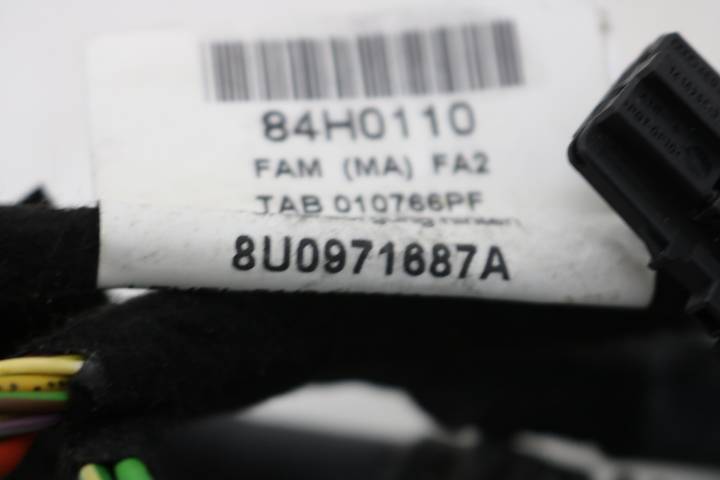 84H0110
FAM (MA) FA2
TAB 010766PF
8U0971687A